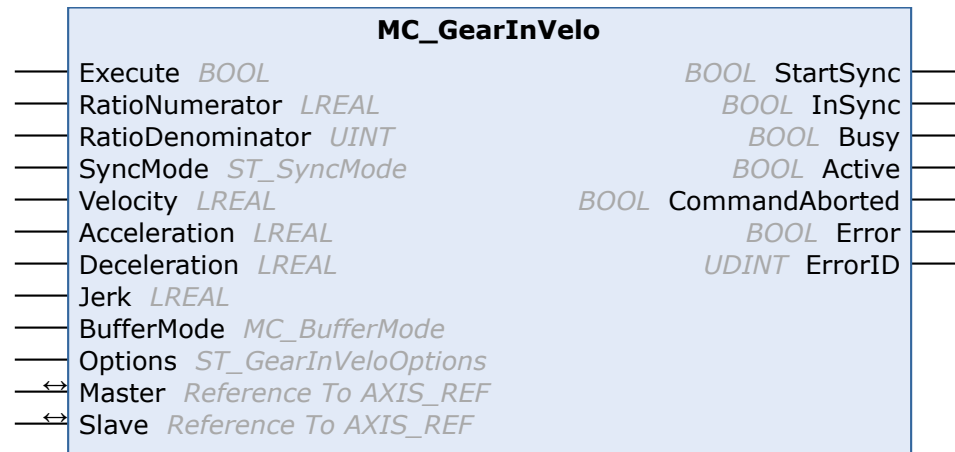 MC_GearInVelo
Execute BOOL BOOL StartSync
RatioNumerator LREAL BOOL InSync
RatioDenominator UINT BOOL Busy
SyncMode ST_SyncMode BOOL Active
Velocity LREAL BOOL CommandAborted
Acceleration LREAL BOOL Error
Deceleration LREAL UDINT ErrorID
Jerk LREAL
BufferMode MC_BufferMode
Options ST_GearInVeloOptions
Master Reference To AXIS_REF
Slave Reference To AXIS_REF